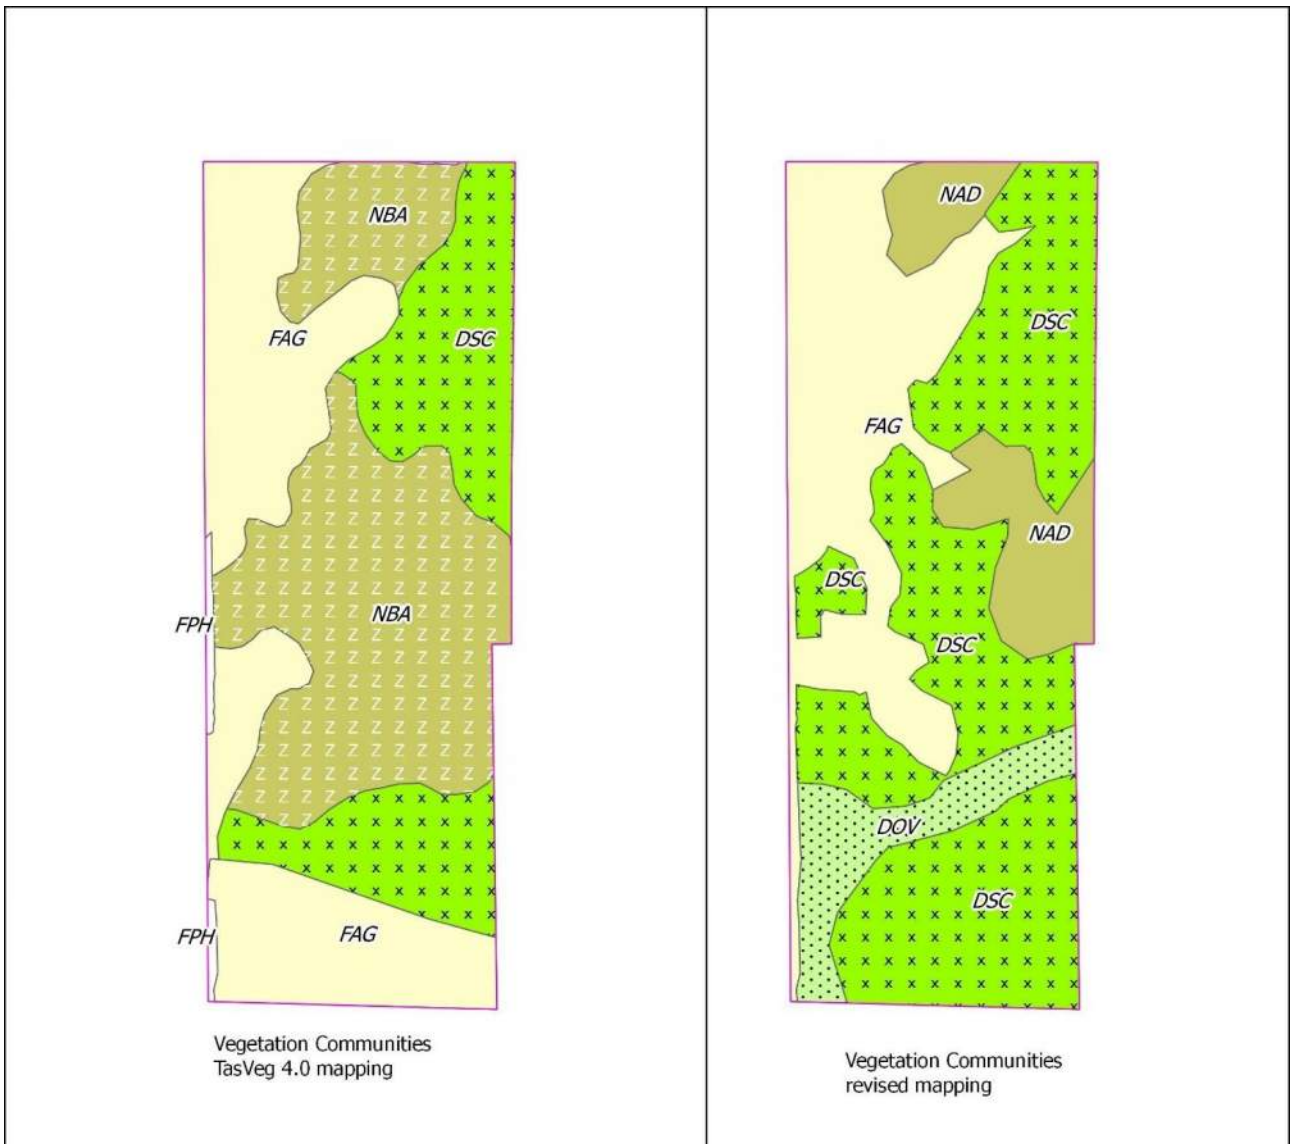 NBA
FAG
DSC
NBA
FPH
FPH
FAG
Vegetation Communities
TasVeg 4.0 mapping
NAD
DSC
FAG
NAD
DSC
DSC
DOV
DSC
Vegetation Communities
revised mapping